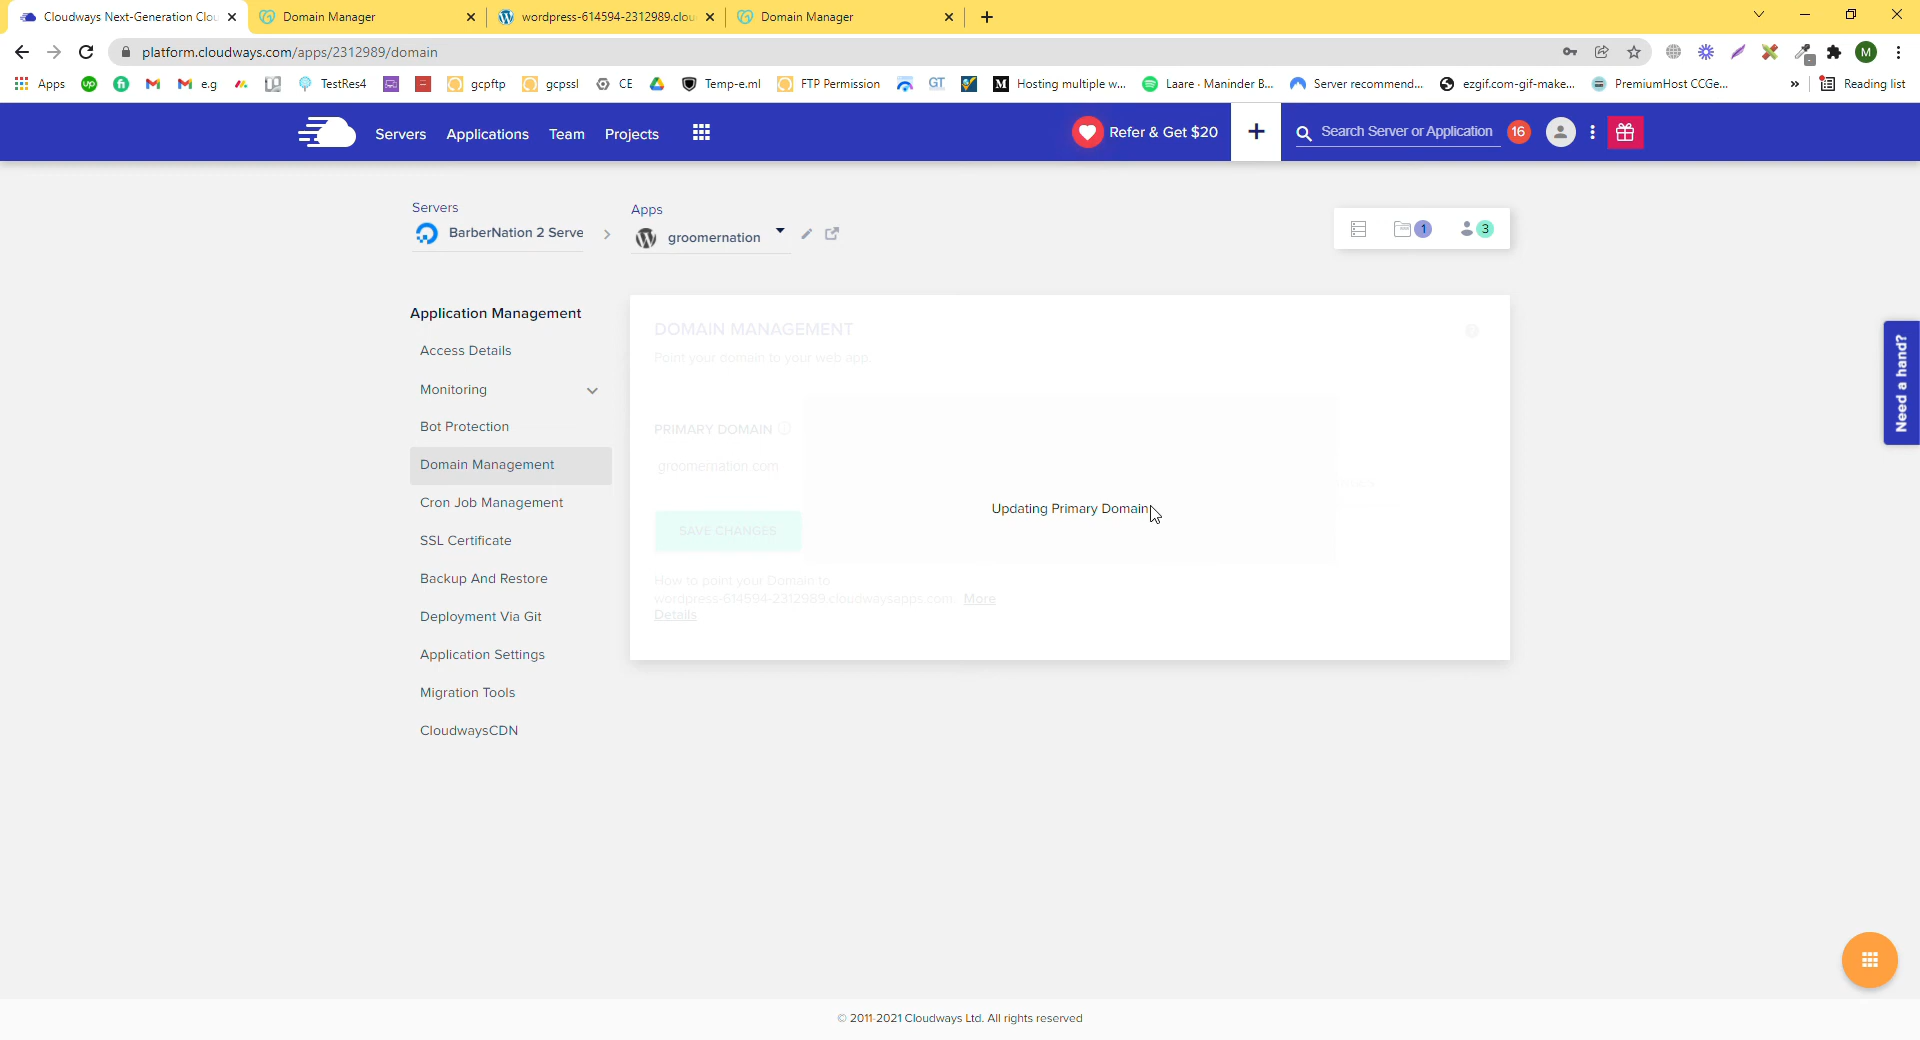 Cloudways Next-Generation Clou
Domain Manager
wordpress-614594-2312989.clou
Domain Manager
platform.cloudways.com/apps/2312989/domain
M
Apps
up
e.g
TestRes4
gcpftp
gcpssl
CE
Temp-e.ml
FTP Permission
GT
M
Hosting multiple w...
Laare - Maninder B...
Server recommend...
ezgif.com-gif-make...
PremiumHost CCGe...
»
Reading list
Servers
Applications
Team
Projects
Refer & Get $20
+
Search Server or Application
16
Servers
BarberNation 2 Serve
Apps
groomernation
1
3
Application Management
Access Details
Monitoring
Bot Protection
Domain Management
Cron Job Management
SSL Certificate
Backup And Restore
Deployment Via Git
Application Settings
Migration Tools
CloudwaysCDN
DOMAIN MANAGEMENT
Point your domain to your web app.
PRIMARY DOMAIN
groomernation.com
Updating Primary Domain
SAVE CHANGES
How to point your Domain to
wordpress-614594-2312989.cloudwaysapps.com. More
Details
Need a hand?
© 2011-2021 Cloudways Ltd. All rights reserved